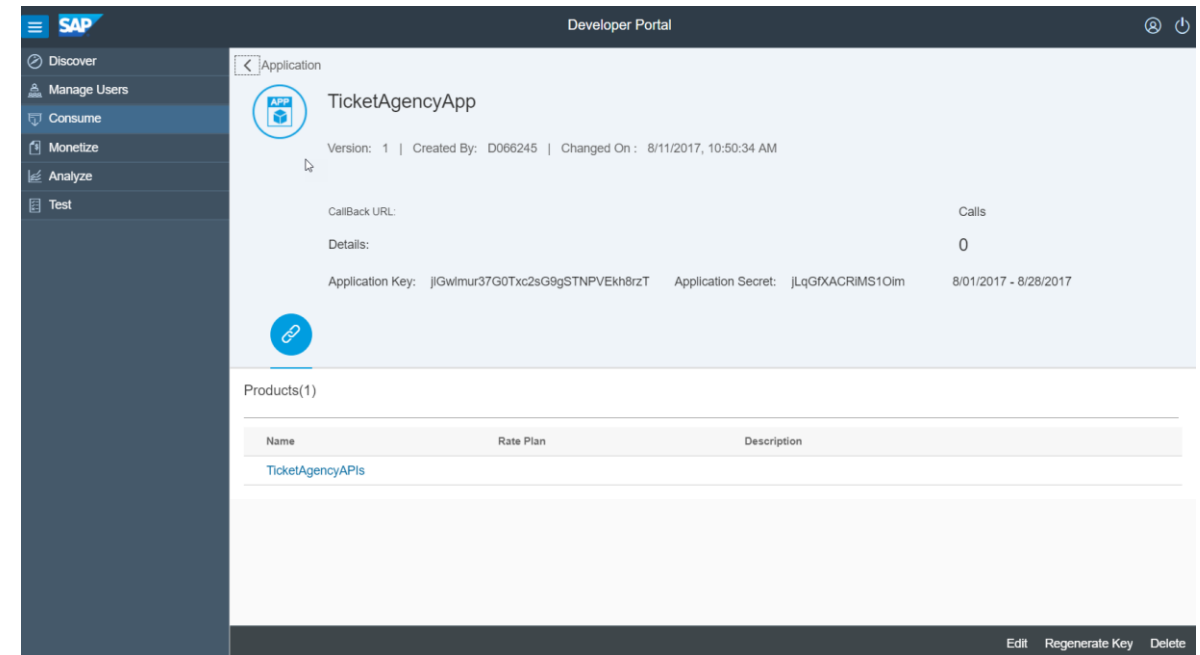 SAP
Developer Portal
Discover
Manage Users
Consume
Monetize
Analyze
Test
Application
APP
TicketAgencyApp
Version: 1 | Created By: D066245 | Changed On : 8/11/2017, 10:50:34 AM
CallBack URL:
Calls
Details:
0
Application Key: jIGwlmur37G0Txc2sG9gSTNPVEkh8rzT Application Secret: jLqGfXACRiMS1Oim 8/01/2017 - 8/28/2017
Products(1)
Name Rate Plan Description
TicketAgencyAPIs
Edit Regenerate Key Delete